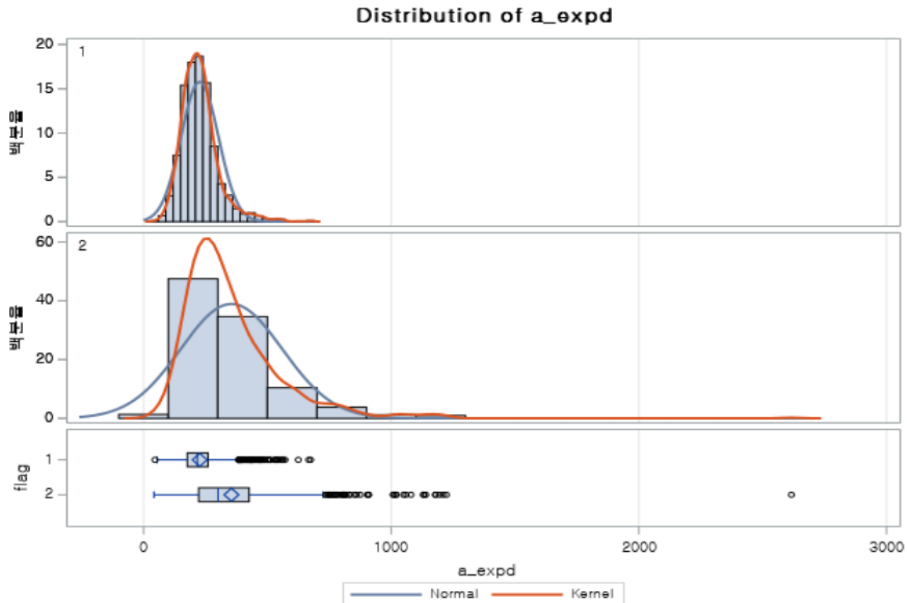 Distribution of a_expd
1
20
15
10
5
0
백분율
2
60
40
20
0
백분율
1
2
flag
0 1000 2000 3000
a_expd
Normal Kernel